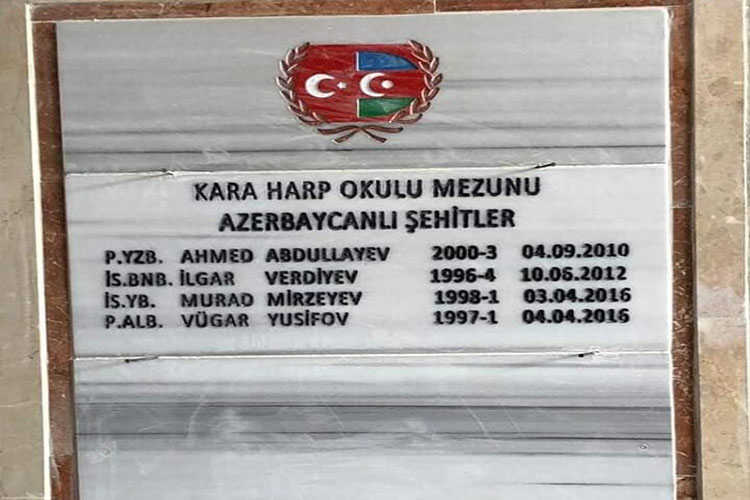 KARA HARP OKULU MEZUNU
AZERBAYCANLI ŞEHİTLER
P.YZB. AHMED ABDULLAYEV 2000-3 04.09.2010
İS.BNB. İLGAR VERDİYEV 1996-4 10.06.2012
İS.YB. MURAD MİRZEYEV 1998-1 03.04.2016
P.ALB. VÜGAR YUSİFOV 1997-1 04.04.2016